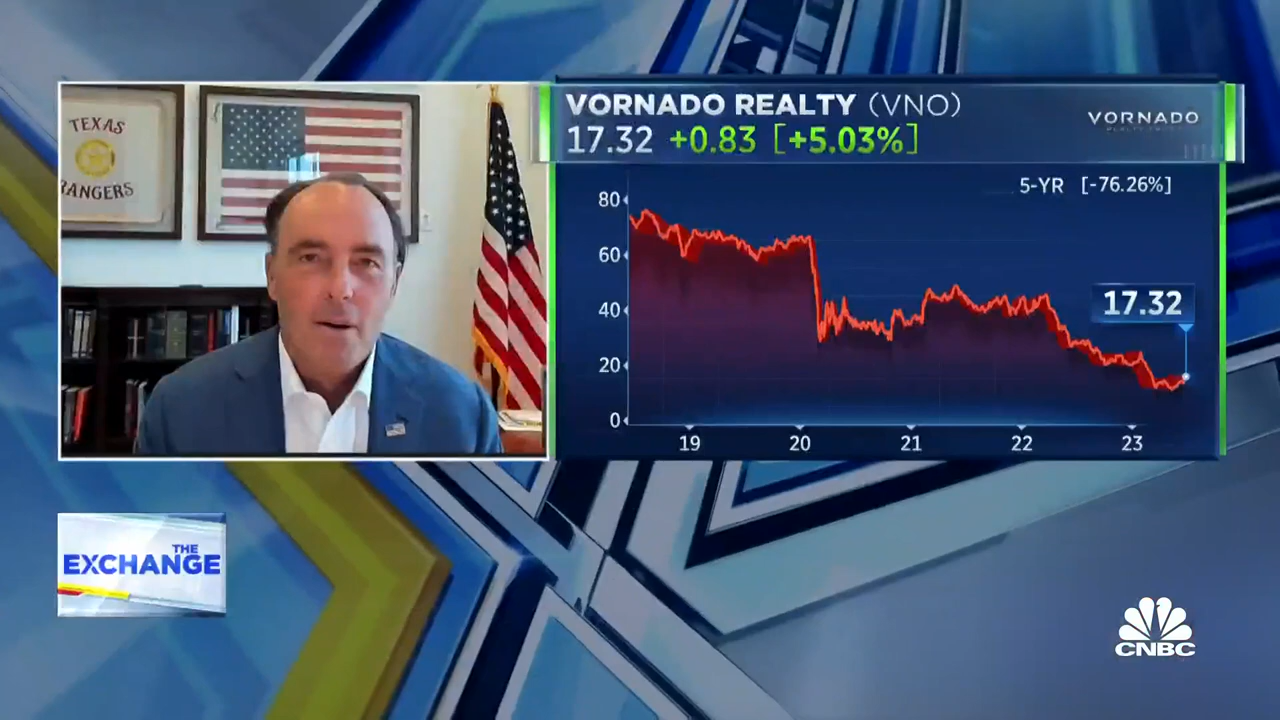 TEXAS
RANGERS
VORNADO REALTY (VNO)
17.32 +0.83 [+5.03%]
VORNADO
5-YR [-76.26%]
80
60
40
20
0
17.32
19 20 21 22 23
THE
EXCHANGE
CNBC